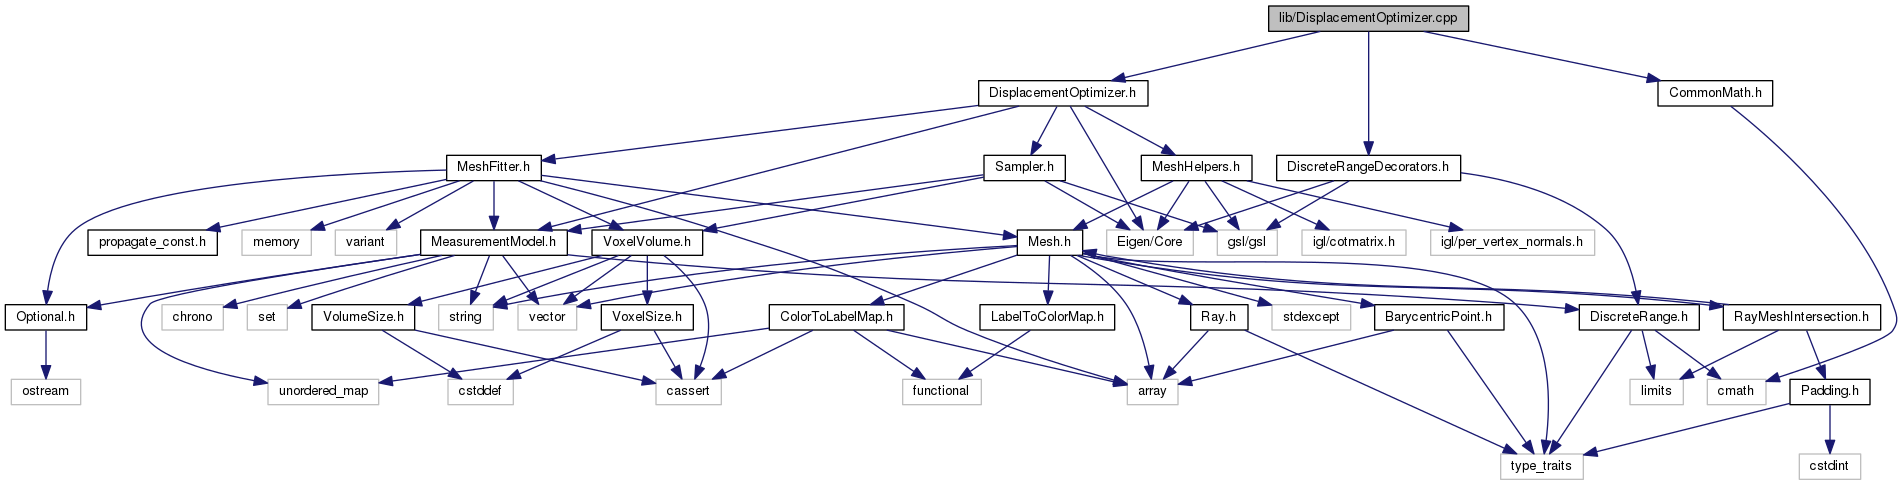 lib/DisplacementOptimizer.cpp
DisplacementOptimizer.h
CommonMath.h
MeshFitter.h
Sampler.h
MeshHelpers.h
DiscreteRangeDecorators.h
propagate_const.h
memory
variant
MeasurementModel.h
VoxelVolume.h
Mesh.h
Eigen/Core
gsl/gsl
igl/cotmatrix.h
igl/per_vertex_normals.h
Optional.h
chrono
set
VolumeSize.h
string
vector
VoxelSize.h
ColorToLabelMap.h
LabelToColorMap.h
Ray.h
stdexcept
BarycentricPoint.h
DiscreteRange.h
RayMeshIntersection.h
ostream
unordered_map
cstddef
cassert
functional
array
limits
cmath
Padding.h
type_traits
cstdint